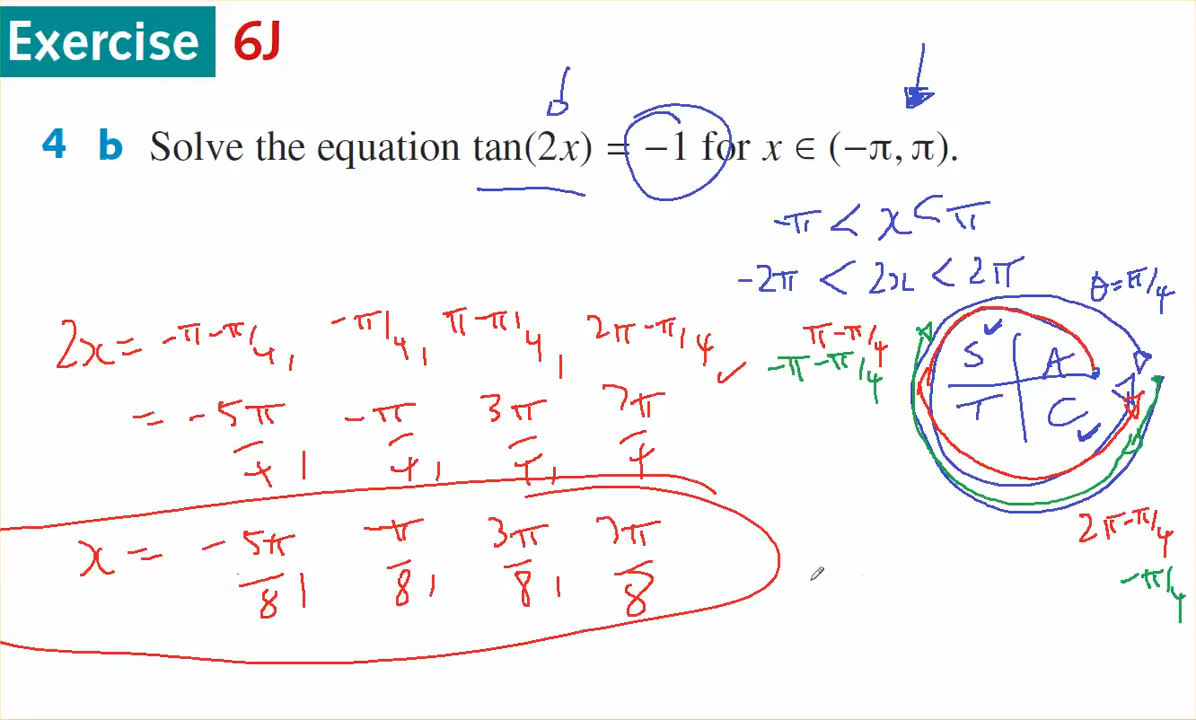 Exercise 6J
4 b Solve the equation tan(2x) = −1 for x ∈ (−π, π).
-π < x < π
-2π < 2x < 2π
θ = π/4
2x = -π-π/4, -π/4, π-π/4, 2π-π/4
= -5π/4, -π/4, 3π/4, 7π/4
x = -5π/8, -π/8, 3π/8, 7π/8
π-π/4
-π-π/4
S A
T C
2π-π/4
-π/4